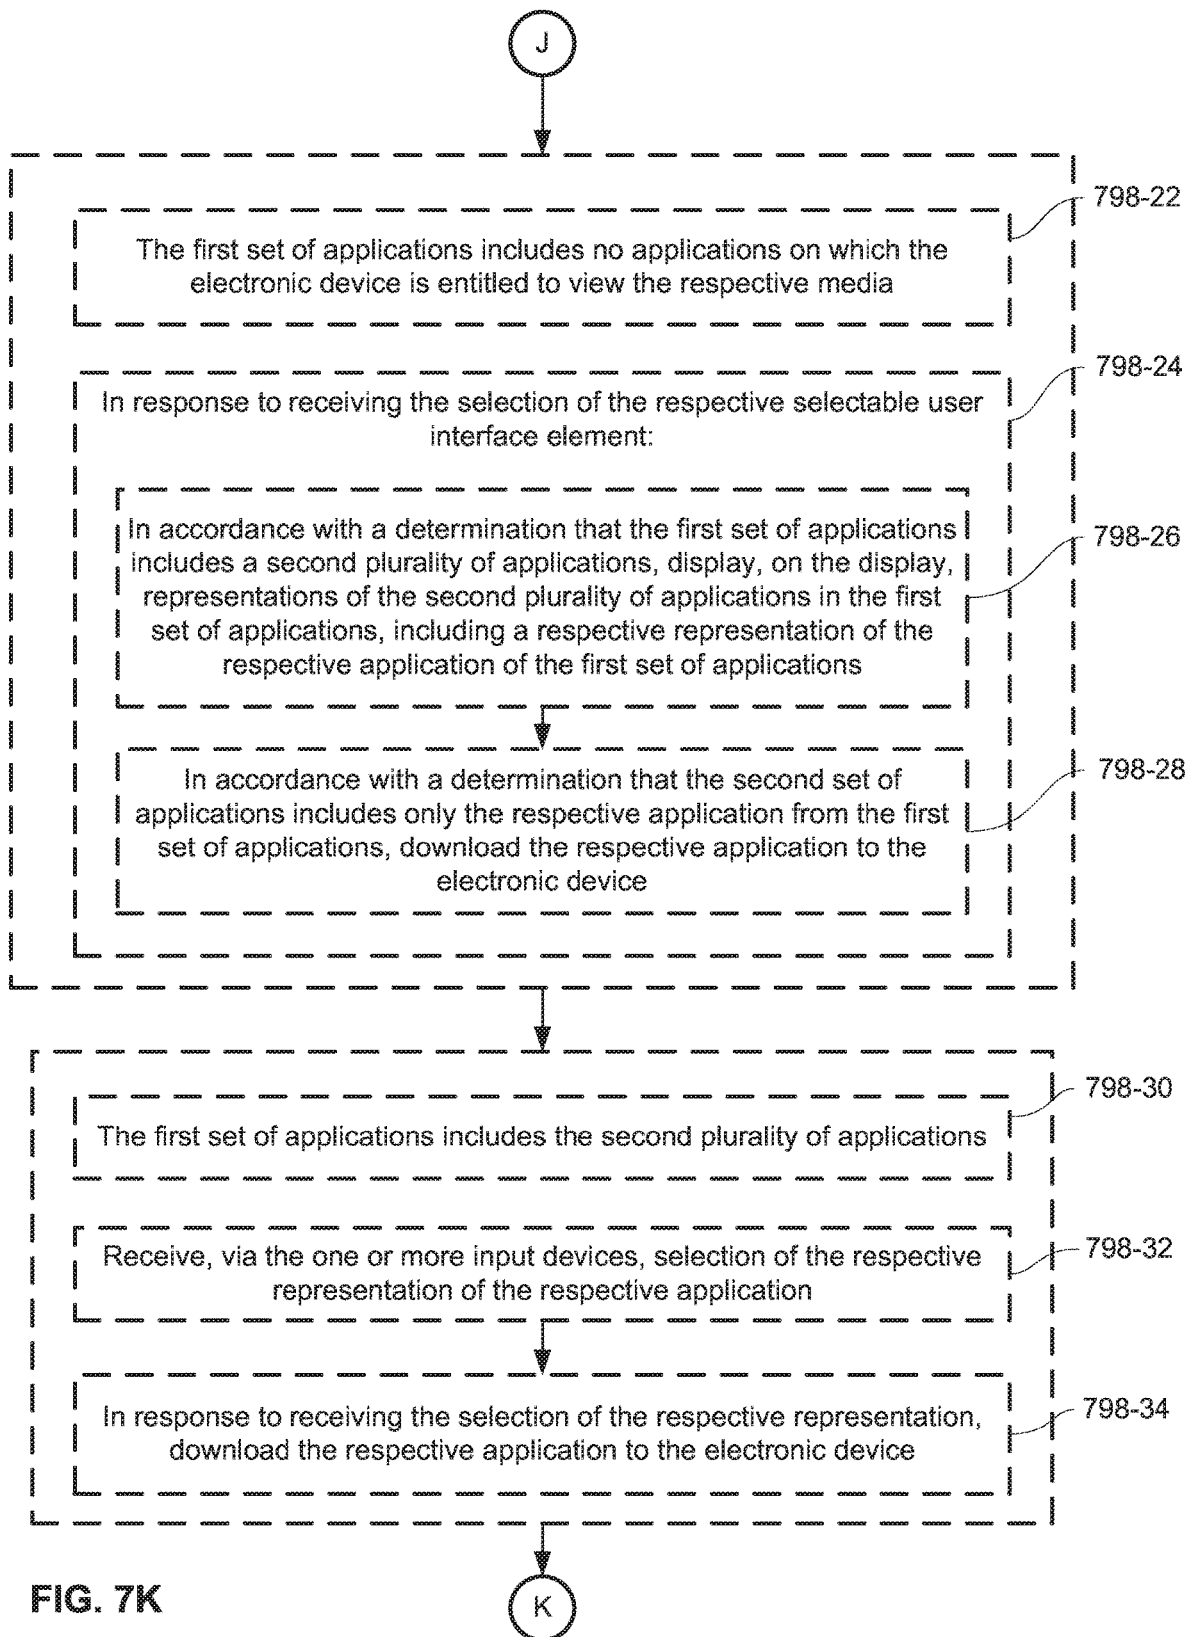 J
798-22
The first set of applications includes no applications on which the
electronic device is entitled to view the respective media
798-24
In response to receiving the selection of the respective selectable user
interface element:
798-26
In accordance with a determination that the first set of applications
includes a second plurality of applications, display, on the display,
representations of the second plurality of applications in the first
set of applications, including a respective representation of the
respective application of the first set of applications
798-28
In accordance with a determination that the second set of
applications includes only the respective application from the first
set of applications, download the respective application to the
electronic device
798-30
The first set of applications includes the second plurality of applications
798-32
Receive, via the one or more input devices, selection of the respective
representation of the respective application
798-34
In response to receiving the selection of the respective representation,
download the respective application to the electronic device
FIG. 7K
K